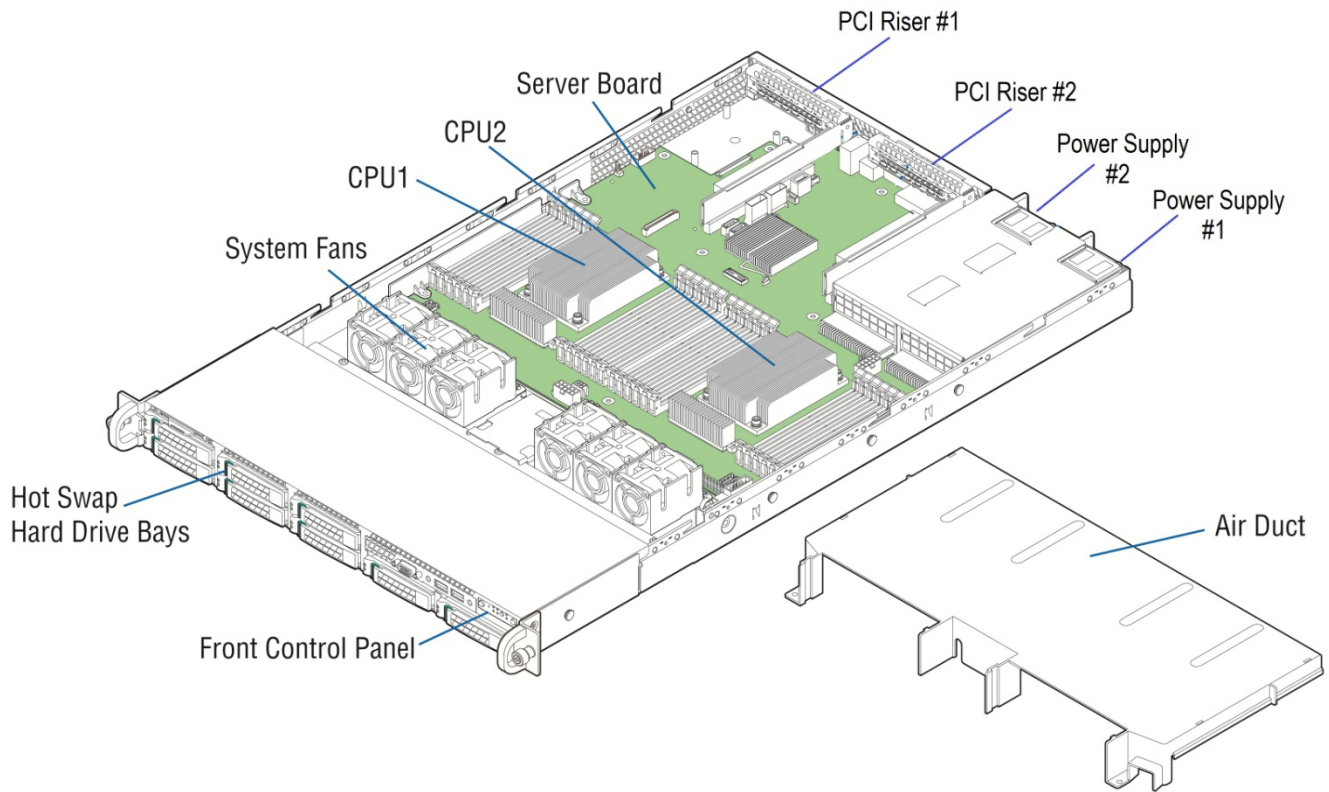 PCI Riser #1
PCI Riser #2
Server Board
Power Supply
#2
CPU2
CPU1
Power Supply
#1
System Fans
Hot Swap
Hard Drive Bays
Air Duct
Front Control Panel